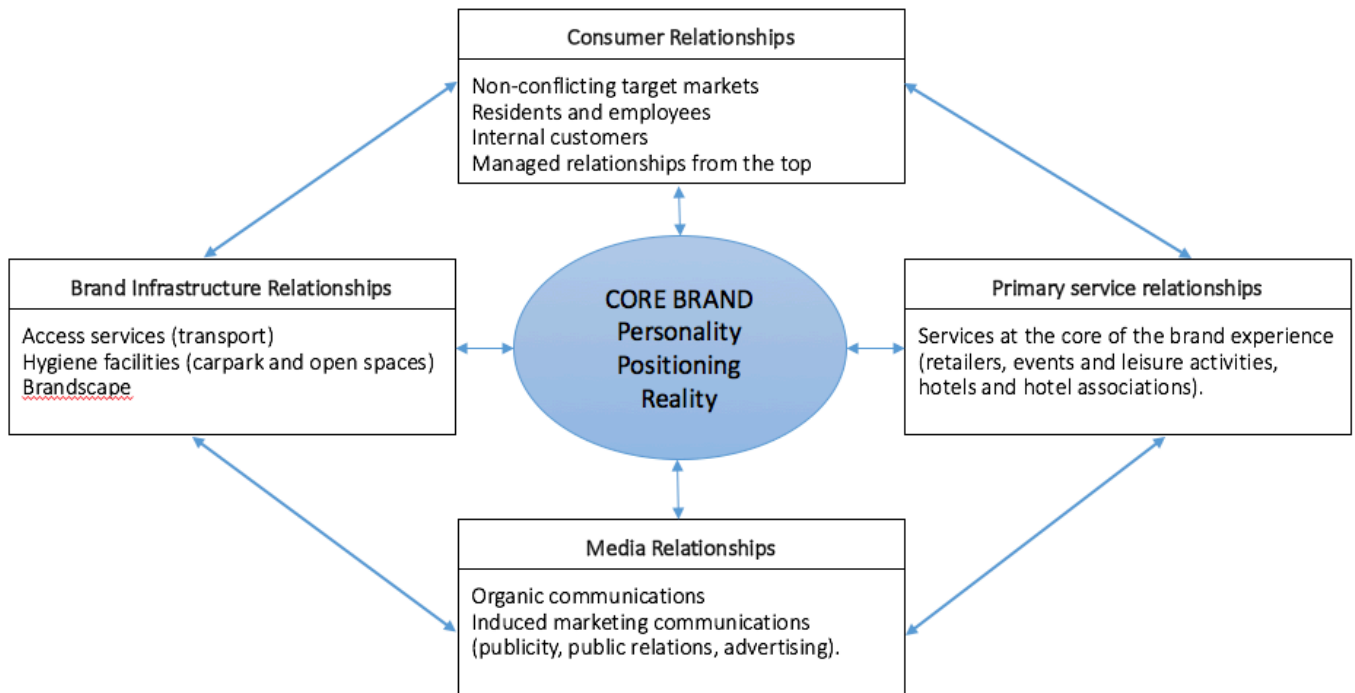 Consumer Relationships
Non-conflicting target markets
Residents and employees
Internal customers
Managed relationships from the top
Brand Infrastructure Relationships
Access services (transport)
Hygiene facilities (carpark and open spaces)
Brandscape
CORE BRAND
Personality
Positioning
Reality
Primary service relationships
Services at the core of the brand experience
(retailers, events and leisure activities,
hotels and hotel associations).
Media Relationships
Organic communications
Induced marketing communications
(publicity, public relations, advertising).